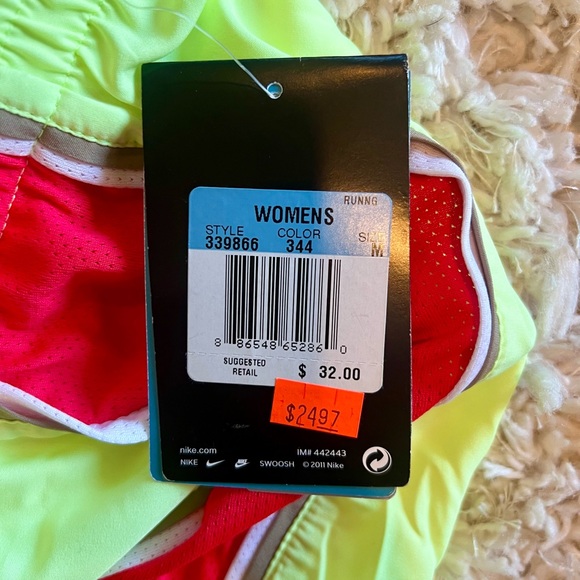 RUNNG
WOMENS
STYLE COLOR SIZE
339866 344 M
8 86548 65286 0
SUGGESTED
RETAIL $ 32.00
$2497
nike.com IM# 442443
NIKE SWOOSH © 2011 Nike